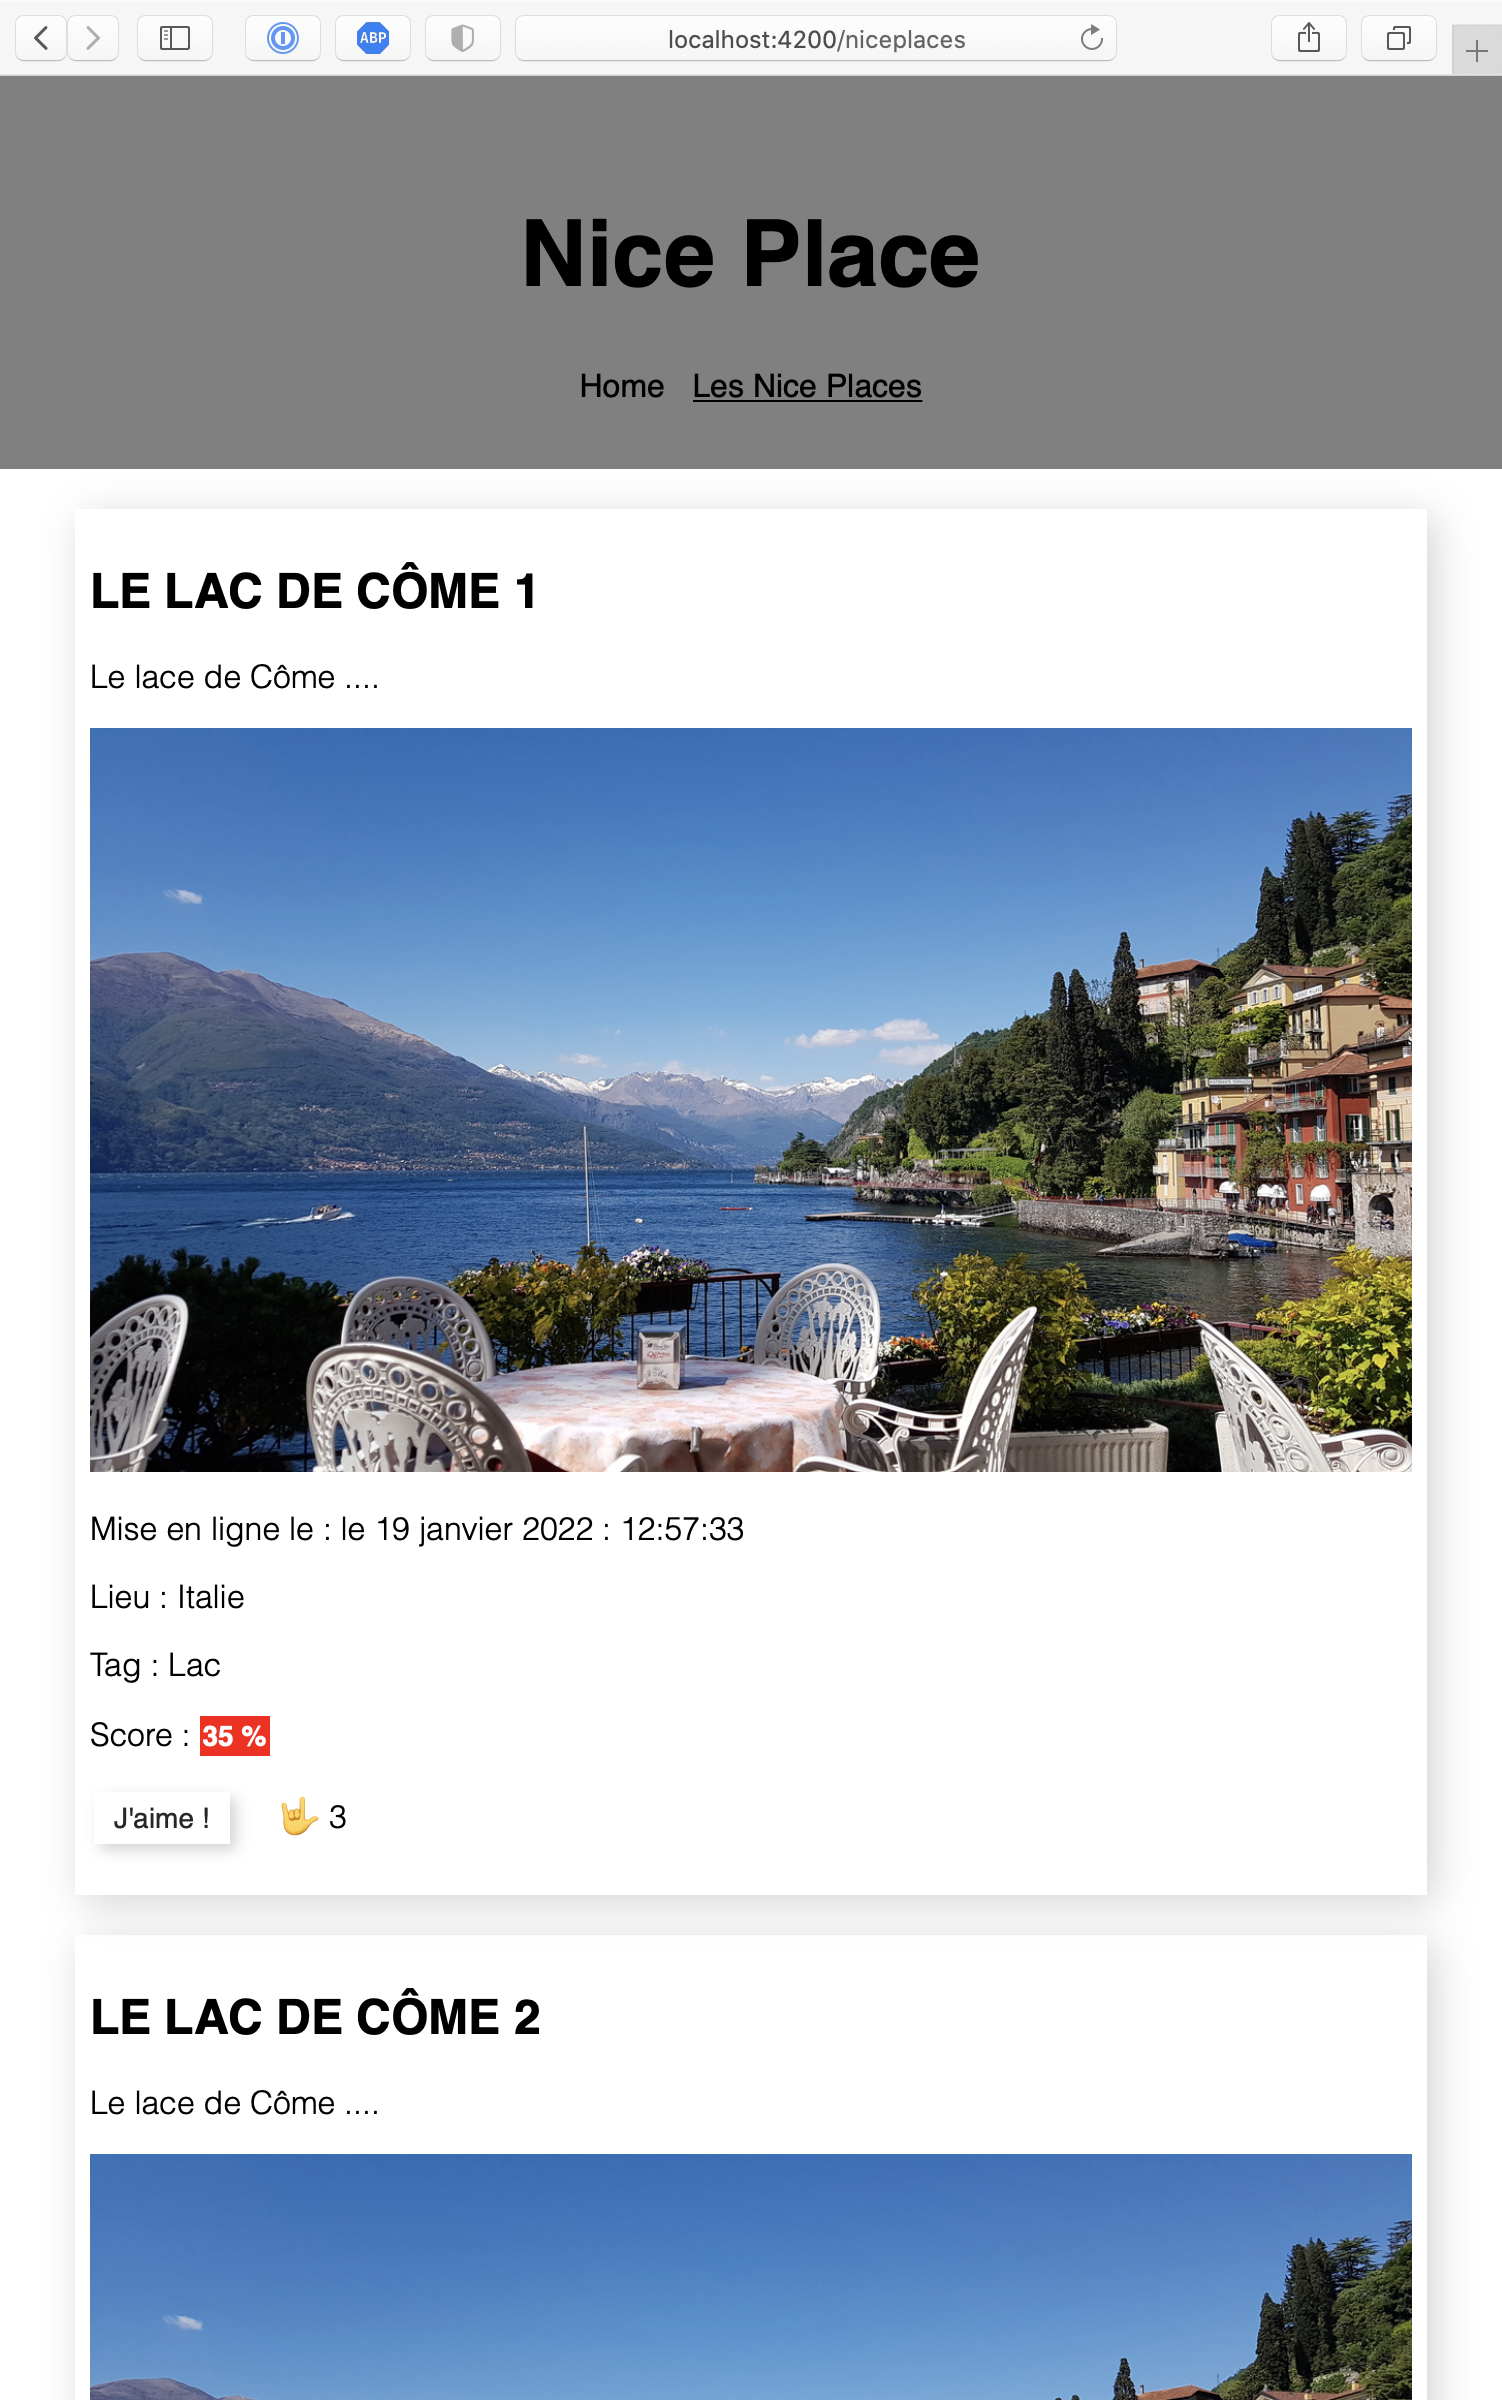 ABP
localhost:4200/niceplaces
Nice Place
Home Les Nice Places
LE LAC DE CÔME 1
Le lace de Côme ....
Mise en ligne le : le 19 janvier 2022 : 12:57:33
Lieu : Italie
Tag : Lac
Score : 35 %
J'aime ! 🤟 3
LE LAC DE CÔME 2
Le lace de Côme ....